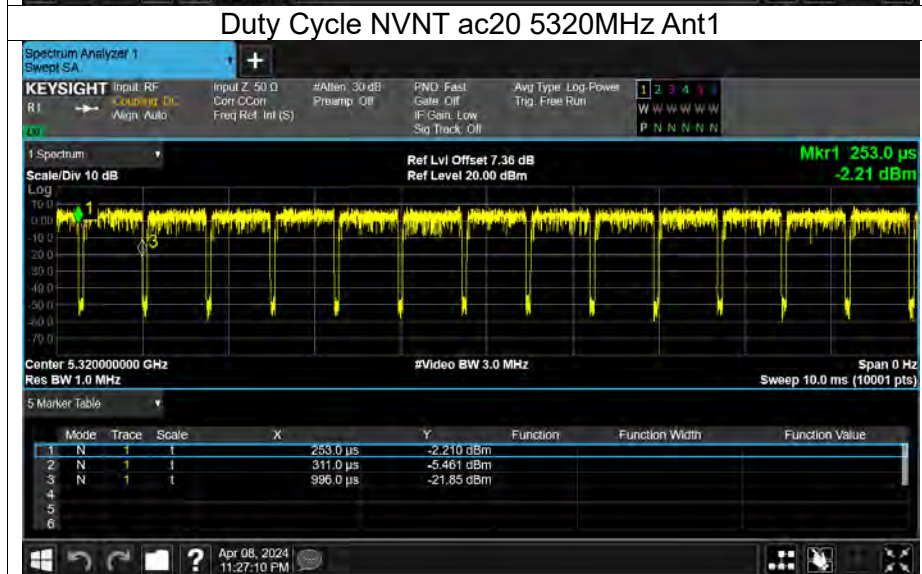 Duty Cycle NVNT ac20 5320MHz Ant1
Spectrum Analyzer 1
Swept SA
+
KEYSIGHT Input: RF Input Z: 50 Ω #Atten: 30 dB PNO: Fast Avg Type: Log-Power 1 2 3 4 5 6
Coupling: DC Corr CCorr Preamp: Off Gate: Off Trig: Free Run W W W W W W
Align: Auto Freq Ref: Int (S) IF Gain: Low
Sig Track: Off P N N N N N
1 Spectrum Ref Lvl Offset 7.36 dB Mkr1 253.0 µs
Scale/Div 10 dB Ref Level 20.00 dBm -2.21 dBm
Log
10.0
0.00
-10.0
-20.0
-30.0
-40.0
-50.0
-60.0
-70.0
1
3
Center 5.320000000 GHz #Video BW 3.0 MHz Span 0 Hz
Res BW 1.0 MHz Sweep 10.0 ms (10001 pts)
5 Marker Table
Mode Trace Scale X Y Function Function Width Function Value
1 N 1 t 253.0 µs -2.210 dBm
2 N 1 t 311.0 µs -5.461 dBm
3 N 1 t 996.0 µs -21.85 dBm
4
5
6
? Apr 08, 2024
11:27:10 PM